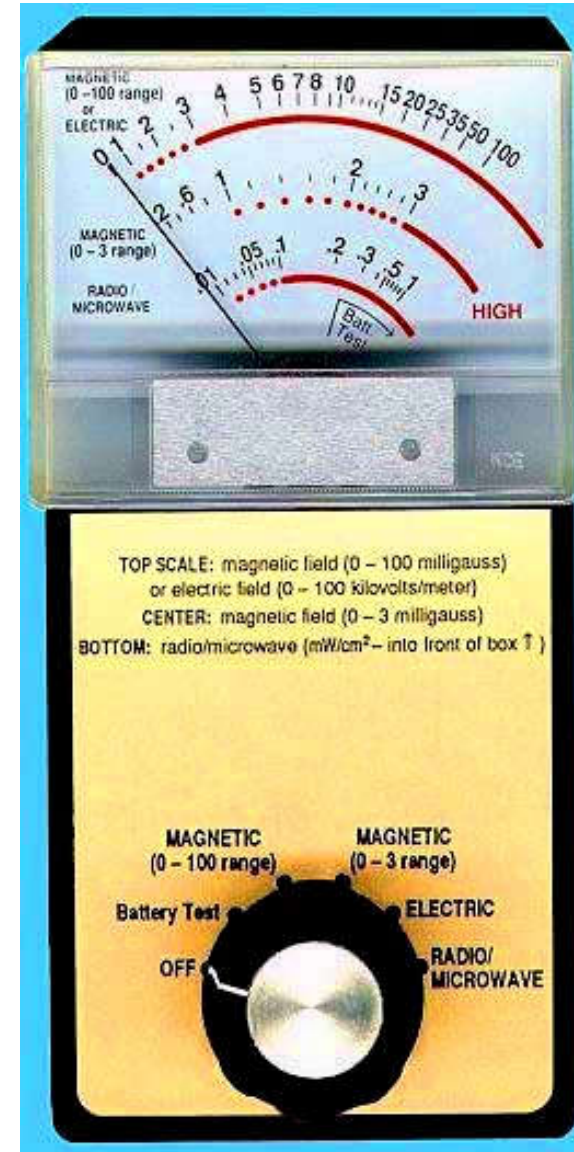 MAGNETIC
(0 –100 range)
or
ELECTRIC
0 1 2 3 4 5 6 7 8 10 15 20 25 35 50 100
.2 .6 1 2 3
MAGNETIC
(0 – 3 range)
.01 .05 .1 .2 .3 .5 1
RADIO/
MICROWAVE
Batt.
Test
HIGH
TOP SCALE: magnetic field (0 – 100 milligauss)
or electric field (0 – 100 kilovolts/meter)
CENTER: magnetic field (0 – 3 milligauss)
BOTTOM: radio/microwave (mW/cm² – into front of box ↑ )
MAGNETIC
(0 – 100 range)
MAGNETIC
(0 – 3 range)
Battery Test
ELECTRIC
OFF
RADIO/
MICROWAVE